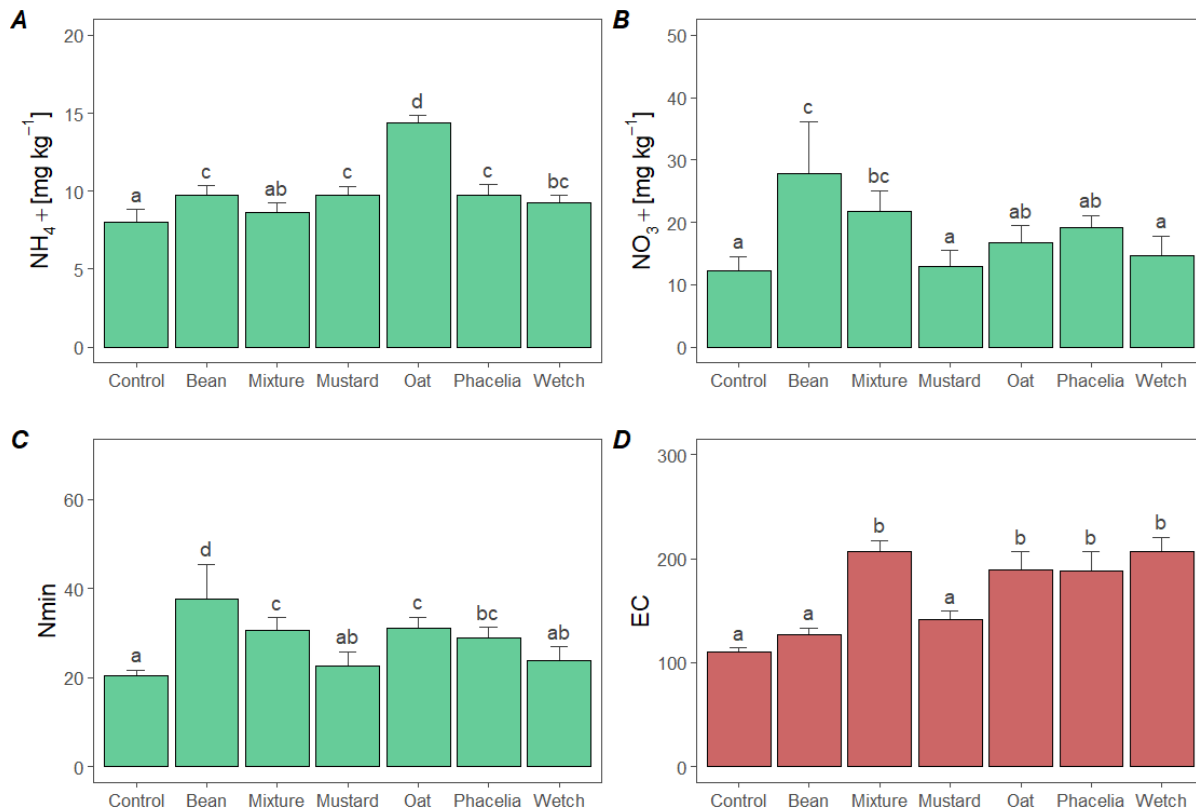 A
NH₄+ [mg kg⁻¹]
20
15
10
5
0
a
c
ab
c
d
c
bc
Control Bean Mixture Mustard Oat Phacelia Wetch
B
NO₃+ [mg kg⁻¹]
50
40
30
20
10
0
a
c
bc
a
ab
ab
a
Control Bean Mixture Mustard Oat Phacelia Wetch
C
Nmin
60
40
20
0
a
d
c
ab
c
bc
ab
Control Bean Mixture Mustard Oat Phacelia Wetch
D
EC
300
200
100
0
a
a
b
a
b
b
b
Control Bean Mixture Mustard Oat Phacelia Wetch